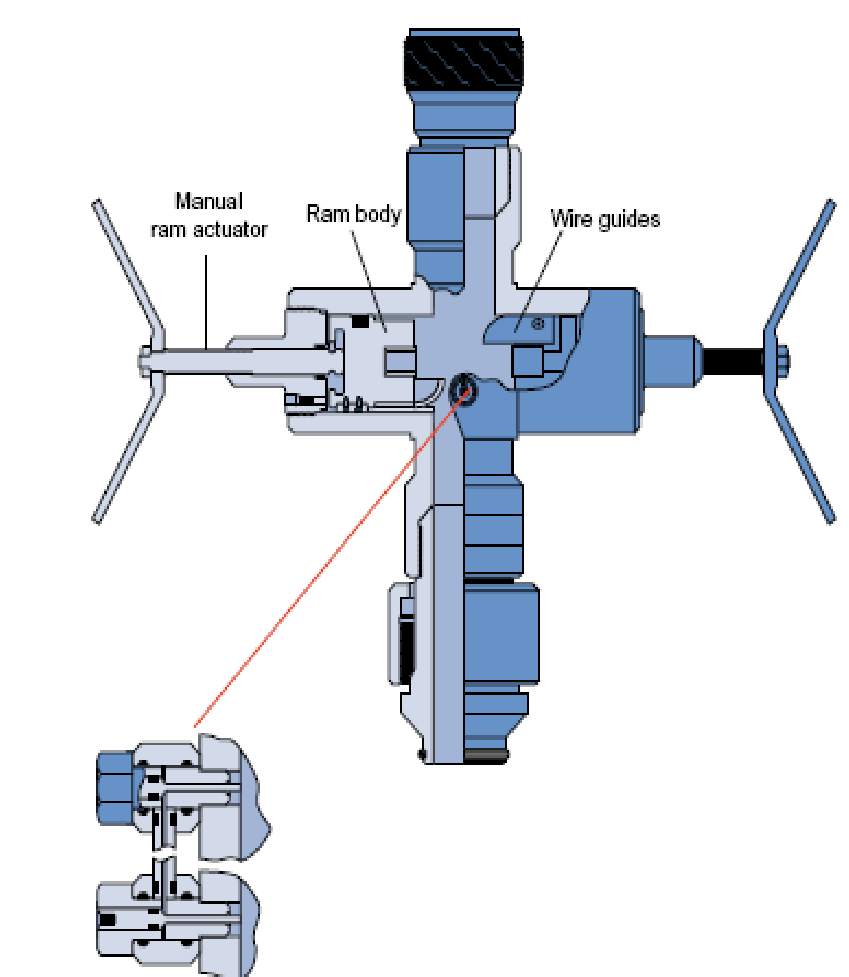 Manual
ram actuator
Ram body
Wire guides